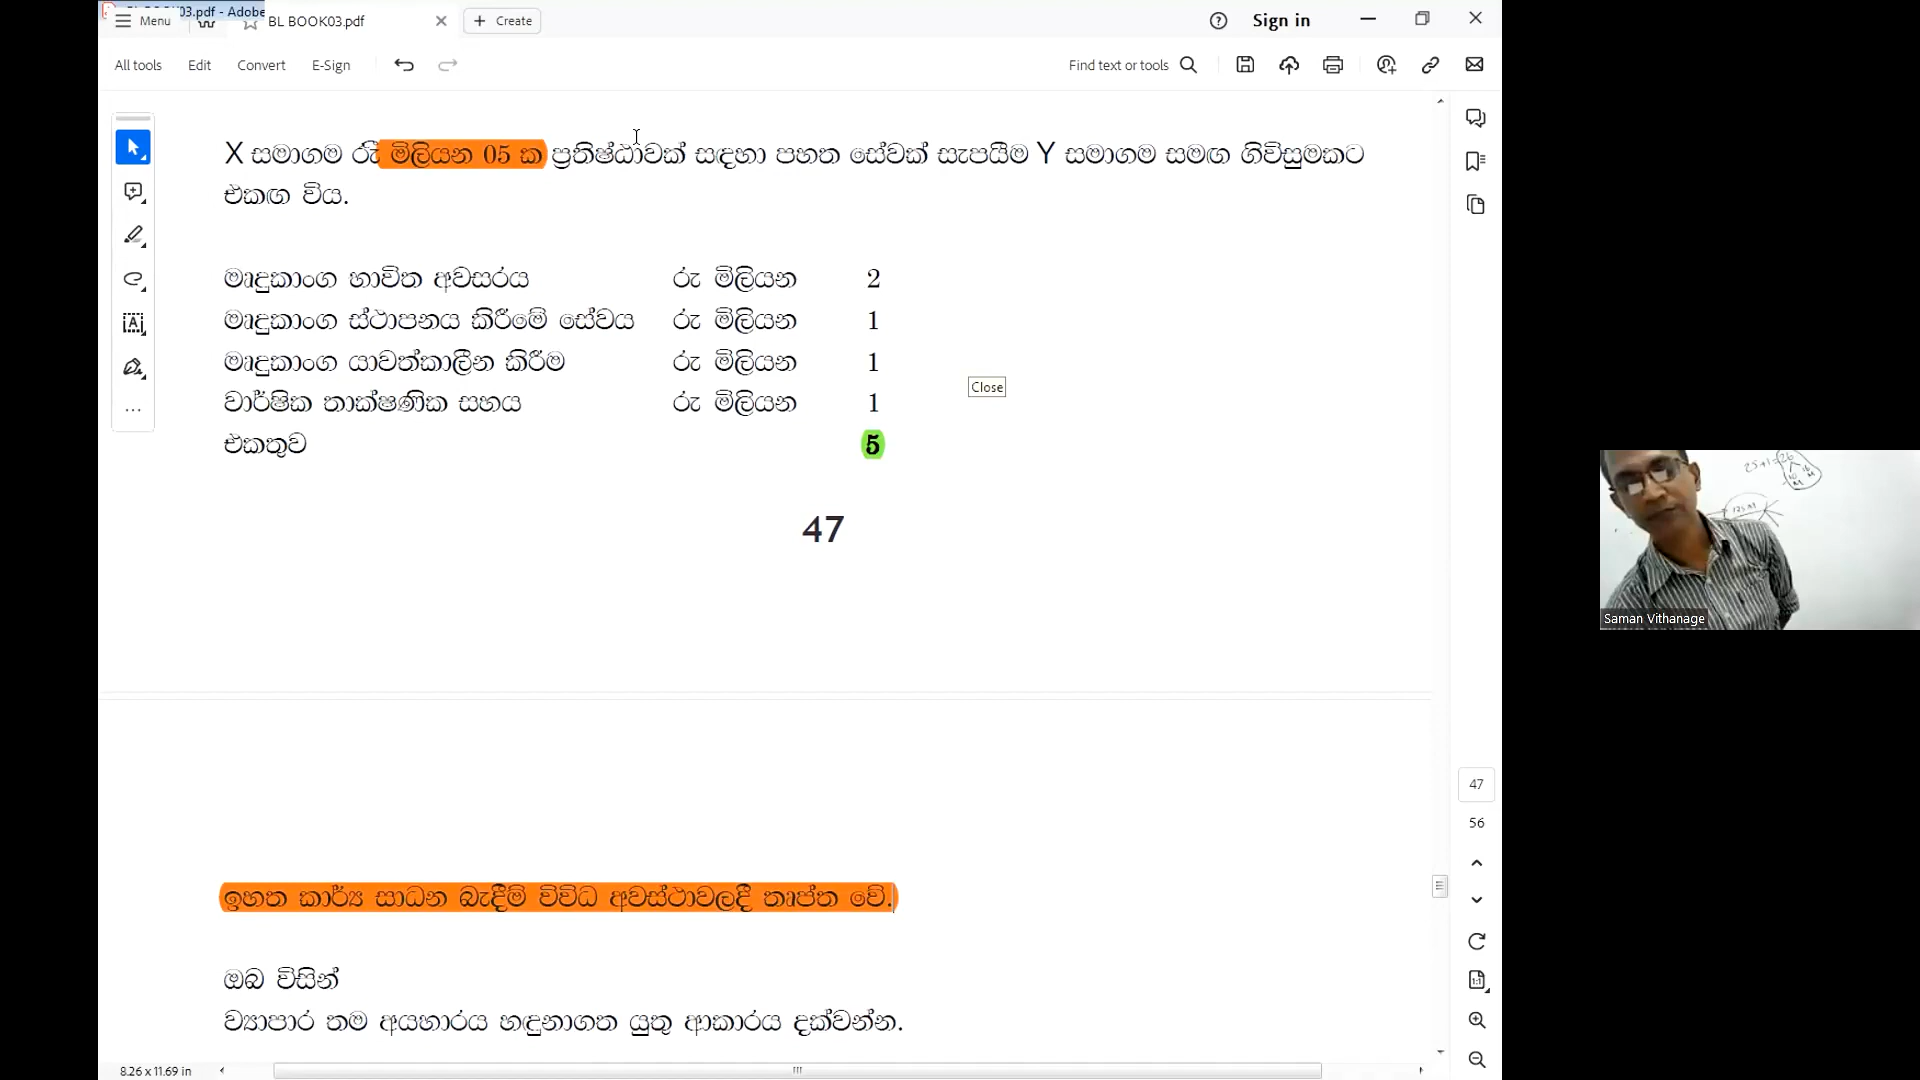 03.pdf - Adobe
Menu
BL BOOK03.pdf
Create
Sign in
All tools
Edit
Convert
E-Sign
Find text or tools
X සමාගම රු මිලියන 05 ක ප්‍රතිෂ්ඨාවක් සඳහා පහත සේවක් සැපයීම Y සමාගම සමඟ ගිවිසුමකට
එකඟ විය.
මෘදුකාංග භාවිත අවසරය රු මිලියන 2
මෘදුකාංග ස්ථාපනය කිරීමේ සේවය රු මිලියන 1
මෘදුකාංග යාවත්කාලීන කිරීම රු මිලියන 1
වාර්ෂික තාක්ෂණික සහය රු මිලියන 1
එකතුව 5
Close
47
ඉහත කාර්ය සාධන බැදීම් විවිධ අවස්ථාවලදී තෘප්ත වේ.
ඔබ විසින්
ව්‍යාපාර තම අයභාරය හඳුනාගත යුතු ආකාරය දක්වන්න.
47
56
8.26 x 11.69 in
25+1=26
Saman Vithanage